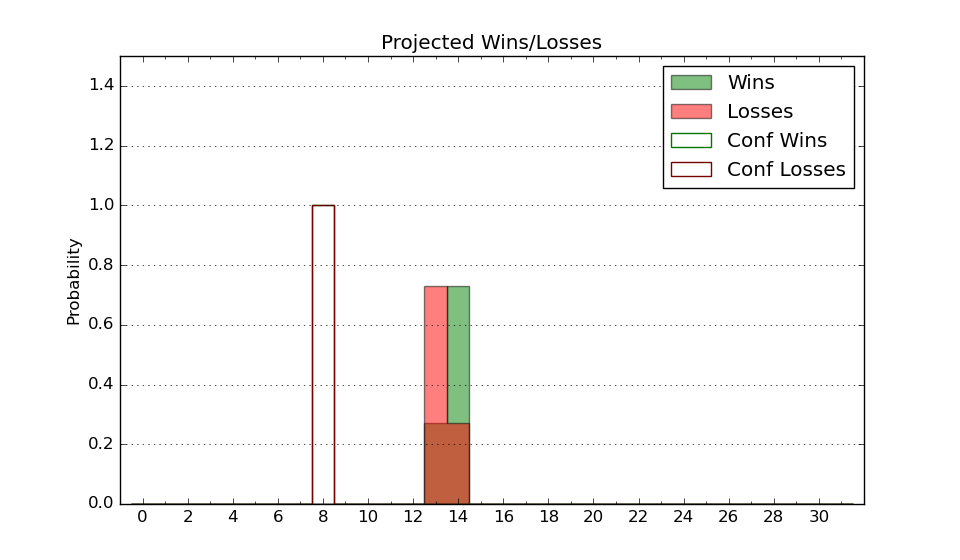 Projected Wins/Losses
Wins
Losses
Conf Wins
Conf Losses
Probability
1.4
1.2
1.0
0.8
0.6
0.4
0.2
0.0
0 2 4 6 8 10 12 14 16 18 20 22 24 26 28 30